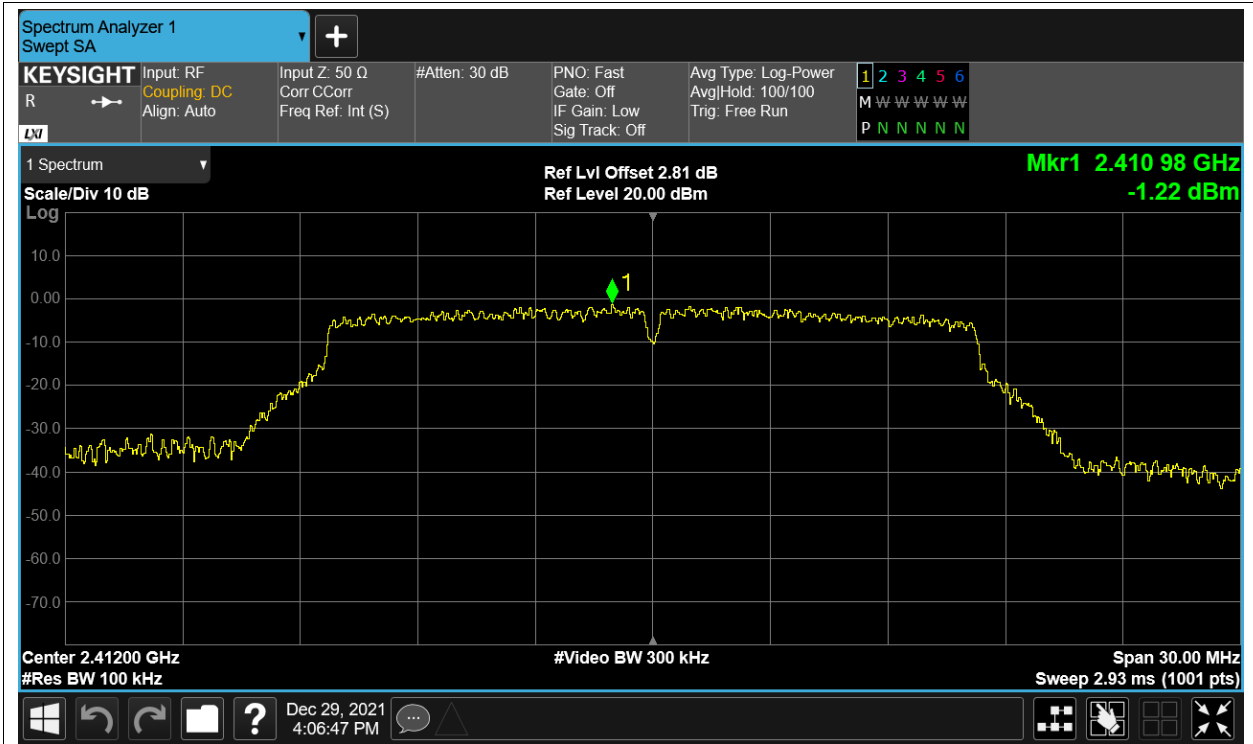 Spectrum Analyzer 1
Swept SA
+
KEYSIGHT
R
LXI
Input: RF
Coupling: DC
Align: Auto
Input Z: 50 Ω
Corr CCorr
Freq Ref: Int (S)
#Atten: 30 dB
PNO: Fast
Gate: Off
IF Gain: Low
Sig Track: Off
Avg Type: Log-Power
Avg|Hold: 100/100
Trig: Free Run
1 2 3 4 5 6
M W W W W W W
P N N N N N N
1 Spectrum
Scale/Div 10 dB
Ref Lvl Offset 2.81 dB
Ref Level 20.00 dBm
Mkr1 2.410 98 GHz
-1.22 dBm
Log
10.0
0.00
-10.0
-20.0
-30.0
-40.0
-50.0
-60.0
-70.0
1
Center 2.41200 GHz
#Res BW 100 kHz
#Video BW 300 kHz
Span 30.00 MHz
Sweep 2.93 ms (1001 pts)
?
Dec 29, 2021
4:06:47 PM